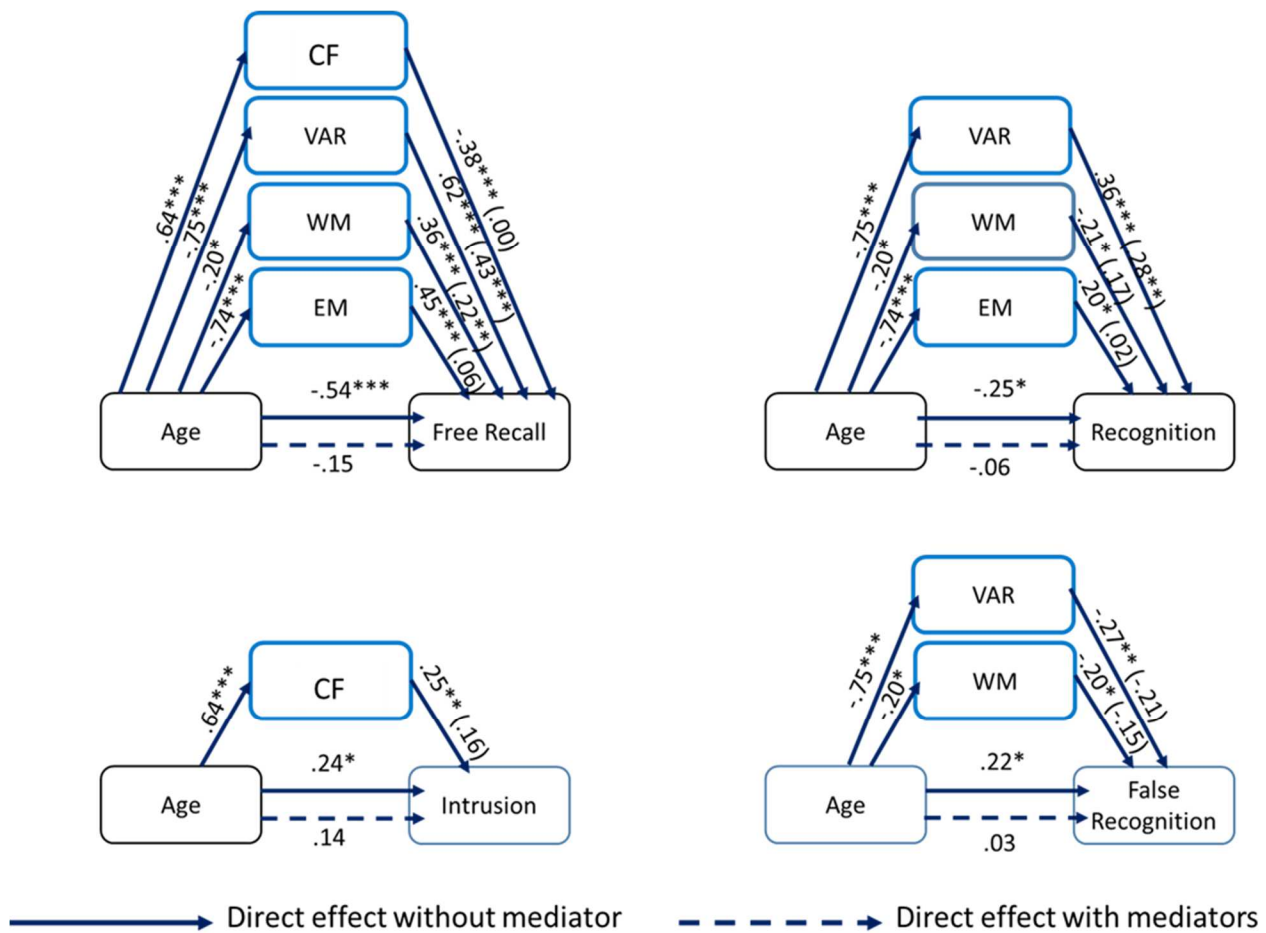 CF
VAR
WM
EM
.64***
-.75***
-.20*
-.74***
-.38*** (.00)
.62*** (.43***)
.36*** (.22**)
.45*** (.06)
Age
-.54***
-.15
Free Recall
VAR
WM
EM
-.75***
-.20*
-.74***
.36*** (.28**)
-.21* (.17)
.20* (.02)
Age
-.25*
-.06
Recognition
CF
.64***
.25** (.16)
Age
.24*
.14
Intrusion
VAR
WM
-.75***
-.20*
-.27** (-.21)
-.20* (-.15)
Age
.22*
.03
False
Recognition
Direct effect without mediator
Direct effect with mediators